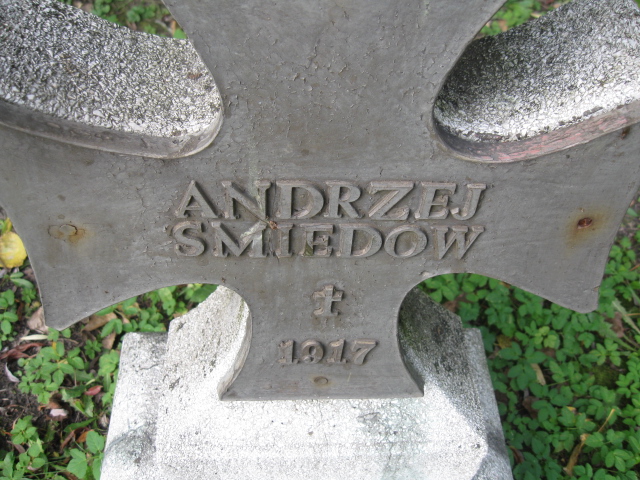 ANDRZEJ
SMIEDOW
✝
1917